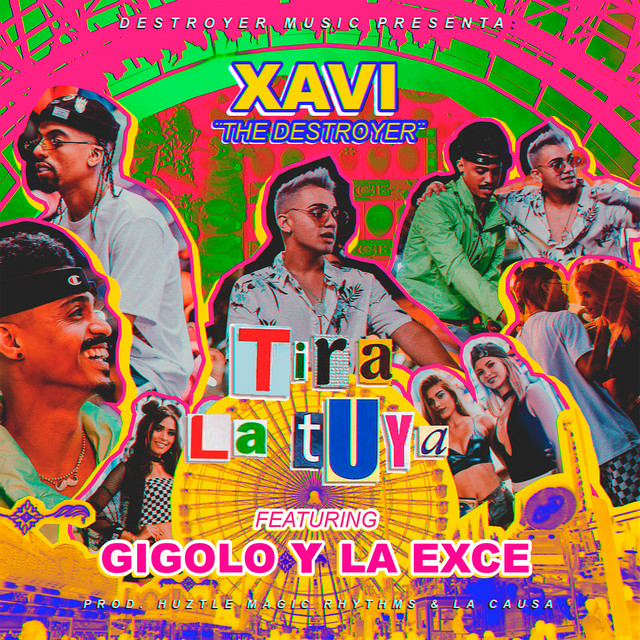 DESTROYER MUSIC PRESENTA:
XAVI
"THE DESTROYER"
Tira
La tUYa
FEATURING
GIGOLO Y LA EXCE
PROD. HUZTLE MAGIC RHYTHMS & LA CAUSA